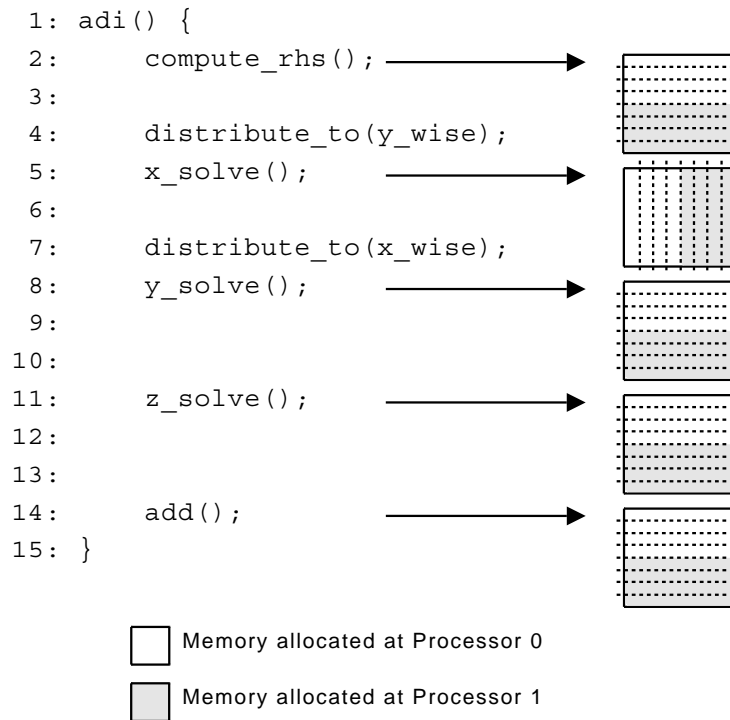 1: adi() {
2: compute_rhs();
3:
4: distribute_to(y_wise);
5: x_solve();
6:
7: distribute_to(x_wise);
8: y_solve();
9:
10:
11: z_solve();
12:
13:
14: add();
15: }
Memory allocated at Processor 0
Memory allocated at Processor 1